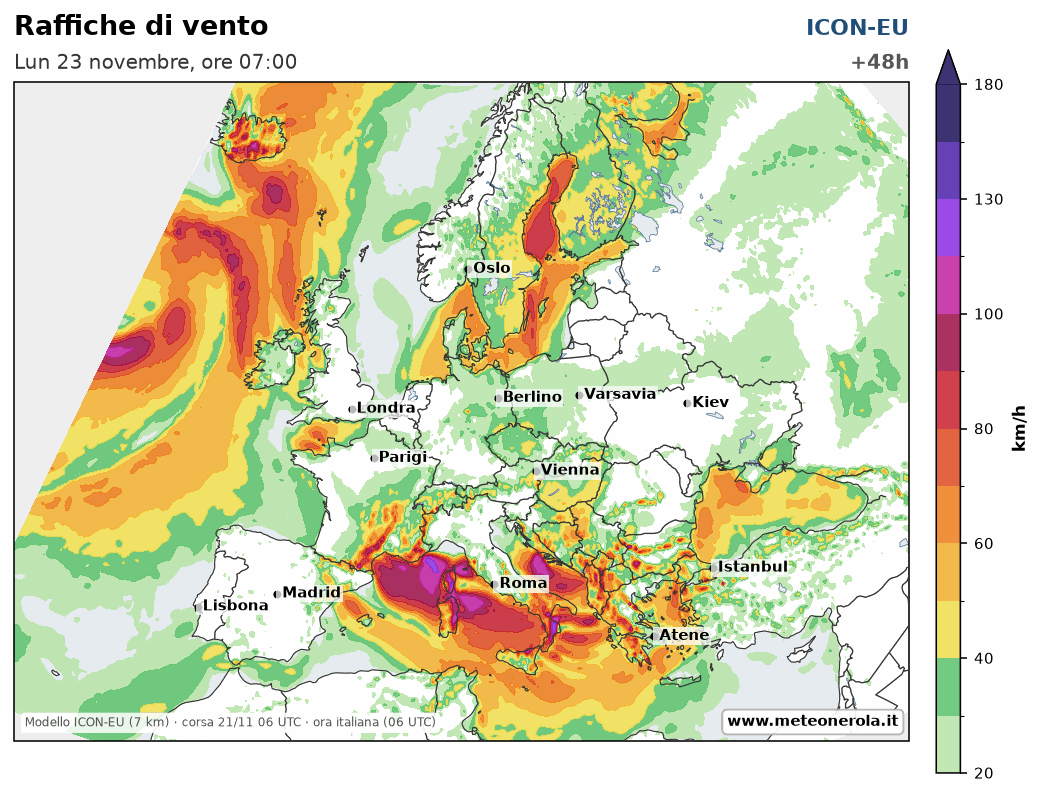 Raffiche di vento
ICON-EU
Lun 23 novembre, ore 07:00
+48h
180
130
100
80
60
40
20
km/h
Oslo
Berlino
Varsavia
Kiev
Londra
Parigi
Vienna
Istanbul
Roma
Madrid
Lisbona
Atene
Modello ICON-EU (7 km) · corsa 21/11 06 UTC · ora italiana (06 UTC)
www.meteonerola.it